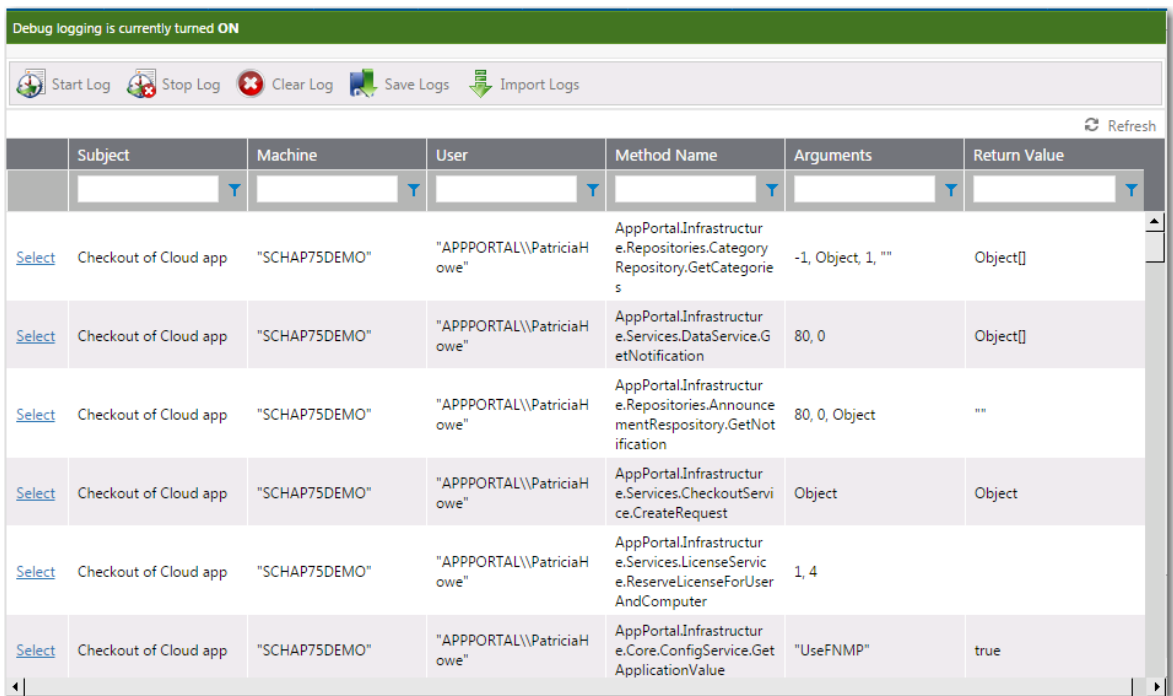 Debug logging is currently turned ON
Start Log Stop Log Clear Log Save Logs Import Logs
Refresh
Subject Machine User Method Name Arguments Return Value
AppPortal.Infrastructur
"APPPORTAL\\PatriciaH e.Repositories.Category
Select Checkout of Cloud app "SCHAP75DEMO" owe" Repository.GetCategorie -1, Object, 1, "" Object[]
s
AppPortal.Infrastructur
"APPPORTAL\\PatriciaH e.Services.DataService.G
Select Checkout of Cloud app "SCHAP75DEMO" owe" etNotification 80, 0 Object[]
AppPortal.Infrastructur
"APPPORTAL\\PatriciaH e.Repositories.Announce
Select Checkout of Cloud app "SCHAP75DEMO" owe" mentRespository.GetNot 80, 0, Object ""
ification
AppPortal.Infrastructur
"APPPORTAL\\PatriciaH e.Services.CheckoutServi
Select Checkout of Cloud app "SCHAP75DEMO" owe" ce.CreateRequest Object Object
AppPortal.Infrastructur
"APPPORTAL\\PatriciaH e.Services.LicenseServic
Select Checkout of Cloud app "SCHAP75DEMO" owe" e.ReserveLicenseForUser 1, 4
AndComputer
AppPortal.Infrastructur
"APPPORTAL\\PatriciaH e.Core.ConfigService.Get
Select Checkout of Cloud app "SCHAP75DEMO" owe" ApplicationValue "UseFNMP" true